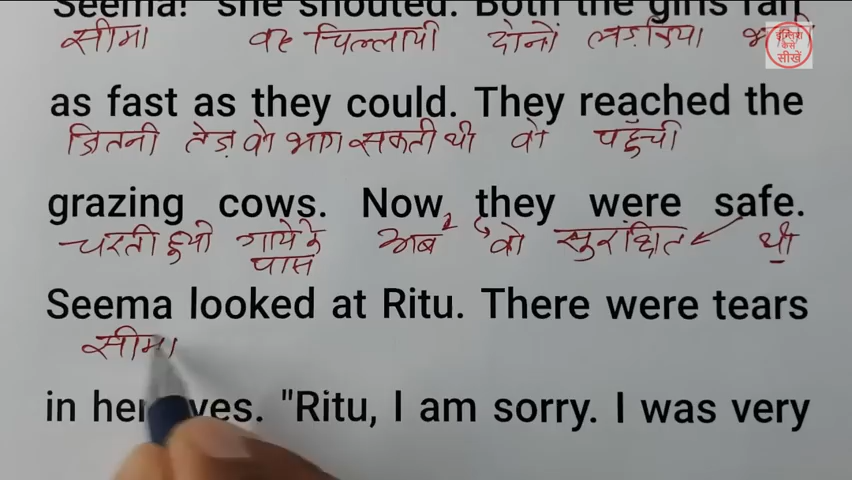 Seema!" she shouted. Both the girls ran
सीमा वह चिल्लायी दोनों लड़किया
इंग्लिश कैसे सीखें
as fast as they could. They reached the
जितनी तेज़ वो भाग सकती थी वो पहुँची
grazing cows. Now they were safe.
चरती हुयी गायो के पास अब 2 वो सुरक्षित थी
Seema looked at Ritu. There were tears
सीमा
in her eyes. "Ritu, I am sorry. I was very